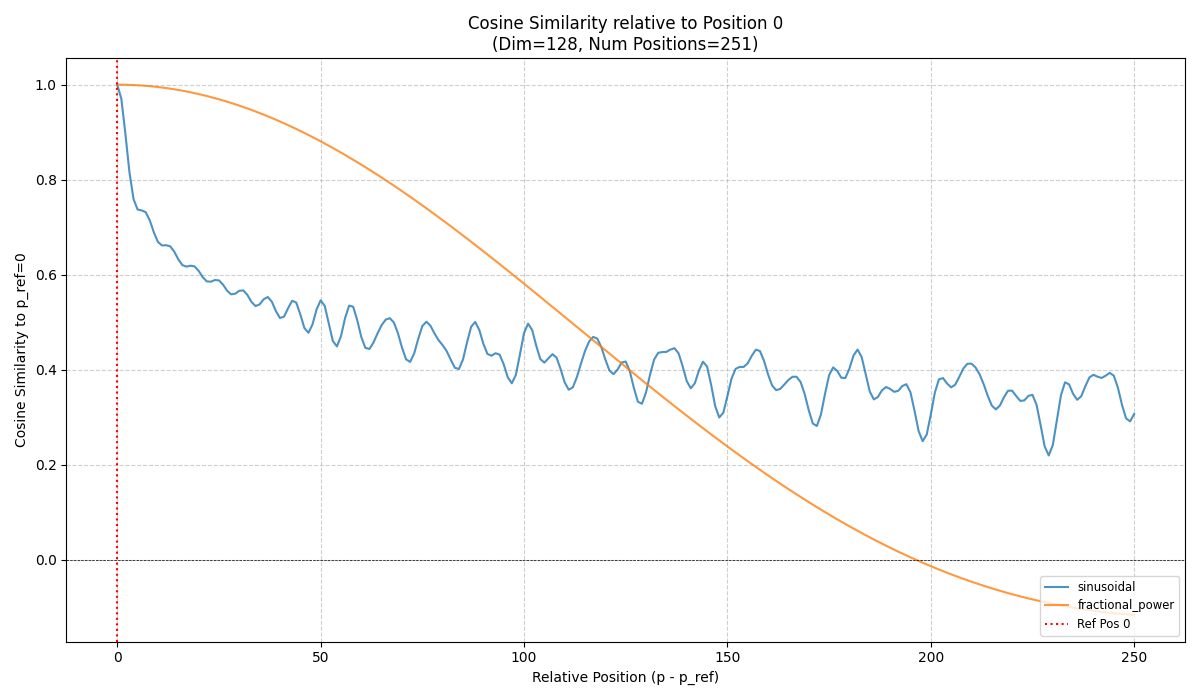 Cosine Similarity relative to Position 0
(Dim=128, Num Positions=251)
Cosine Similarity to p_ref=0
1.0
0.8
0.6
0.4
0.2
0.0
0
50
100
150
200
250
Relative Position (p - p_ref)
sinusoidal
fractional_power
Ref Pos 0